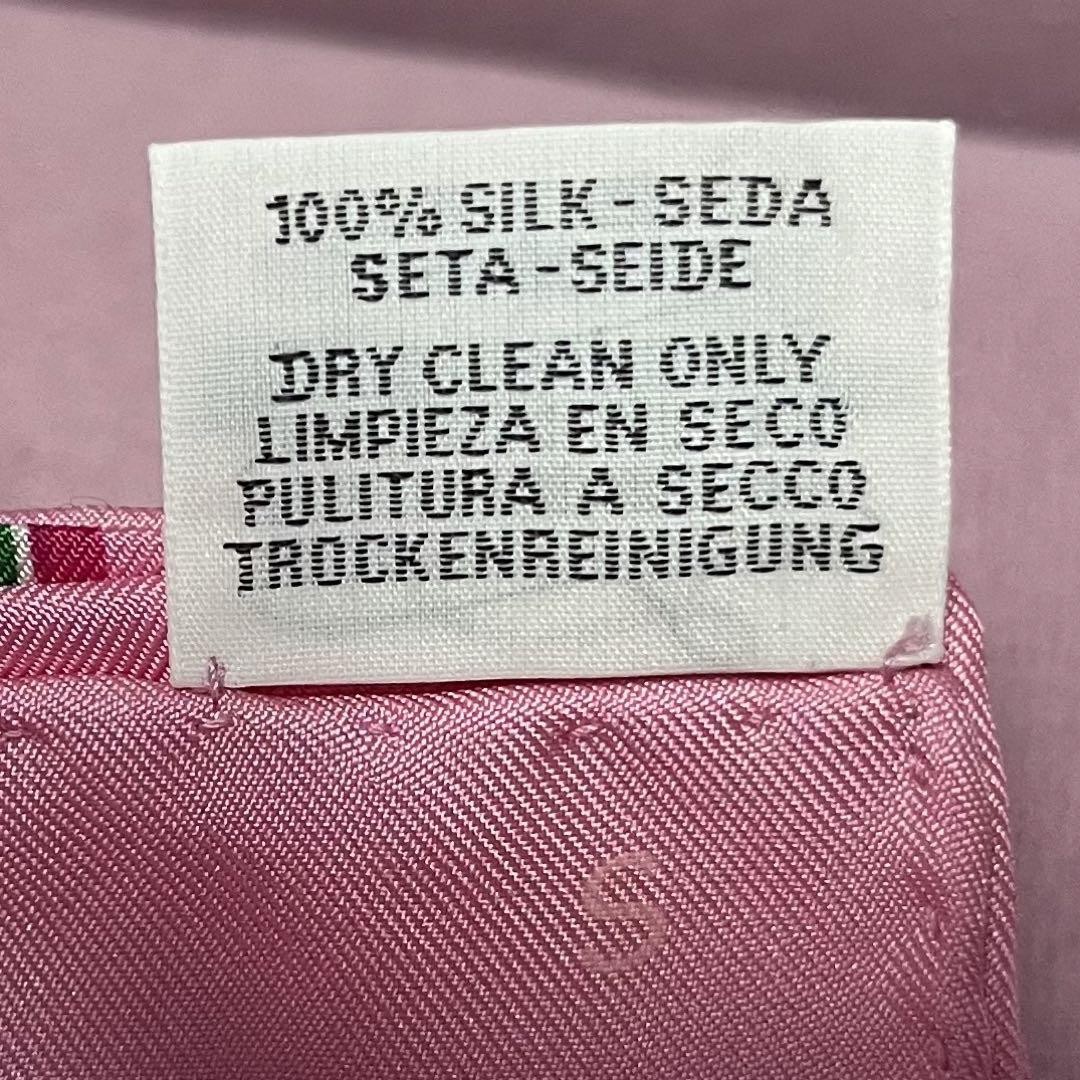 100% SILK - SEDA
SETA - SEIDE
DRY CLEAN ONLY
LIMPIEZA EN SECO
PULITURA A SECCO
TROCKENREINIGUNG
S